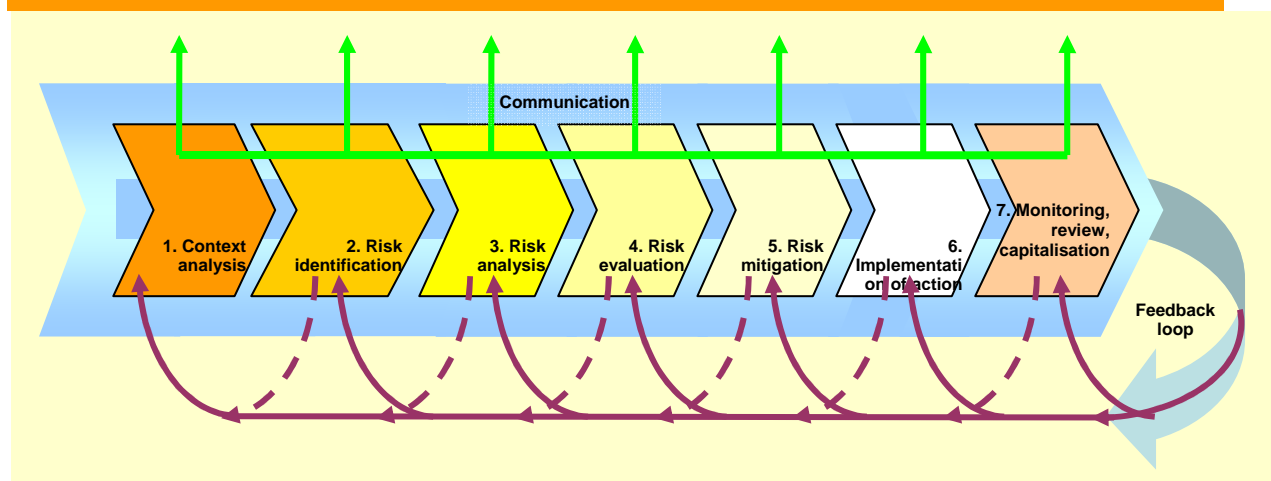 Communication
1. Context
analysis
2. Risk
identification
3. Risk
analysis
4. Risk
evaluation
5. Risk
mitigation
6.
Implementati
on of action
7. Monitoring,
review,
capitalisation
Feedback
loop